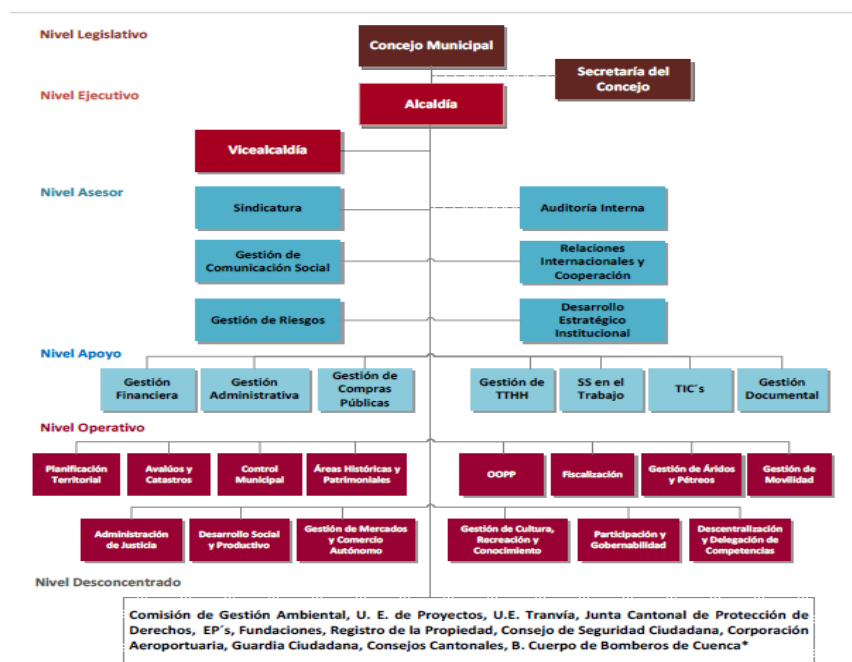 Nivel Legislativo
Concejo Municipal
Secretaría del
Concejo
Nivel Ejecutivo
Alcaldía
Vicealcaldía
Nivel Asesor
Sindicatura
Auditoría Interna
Gestión de
Comunicación Social
Relaciones
Internacionales y
Cooperación
Gestión de Riesgos
Desarrollo
Estratégico
Institucional
Nivel Apoyo
Gestión
Financiera
Gestión
Administrativa
Gestión de
Compras
Públicas
Gestión de
TTHH
SS en el
Trabajo
TIC´s
Gestión
Documental
Nivel Operativo
Planificación
Territorial
Avalúos y
Catastros
Control
Municipal
Áreas Históricas y
Patrimoniales
OOPP
Fiscalización
Gestión de Áridos
y Pétreos
Gestión de
Movilidad
Administración
de Justicia
Desarrollo Social
y Productivo
Gestión de Mercados
y Comercio
Autónomo
Gestión de Cultura,
Recreación y
Conocimiento
Participación y
Gobernabilidad
Descentralización
y Delegación de
Competencias
Nivel Desconcentrado
Comisión de Gestión Ambiental, U. E. de Proyectos, U.E. Tranvía, Junta Cantonal de Protección de
Derechos, EP´s, Fundaciones, Registro de la Propiedad, Consejo de Seguridad Ciudadana, Corporación
Aeroportuaria, Guardia Ciudadana, Consejos Cantonales, B. Cuerpo de Bomberos de Cuenca*